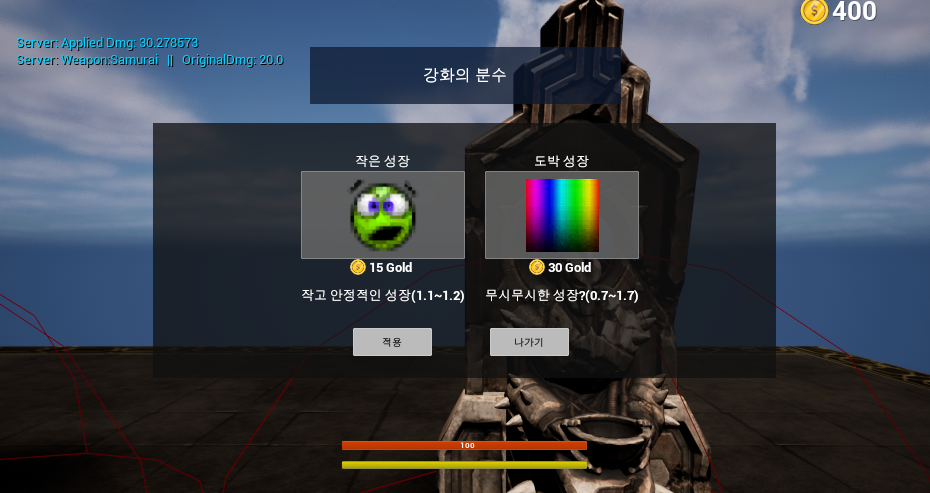 400
Server: Applied Dmg: 30.278573
Server: Weapon:Samurai || OriginalDmg: 20.0
강화의 분수
작은 성장
도박 성장
15 Gold
30 Gold
작고 안정적인 성장(1.1~1.2)
무시무시한 성장?(0.7~1.7)
적용
나가기
100